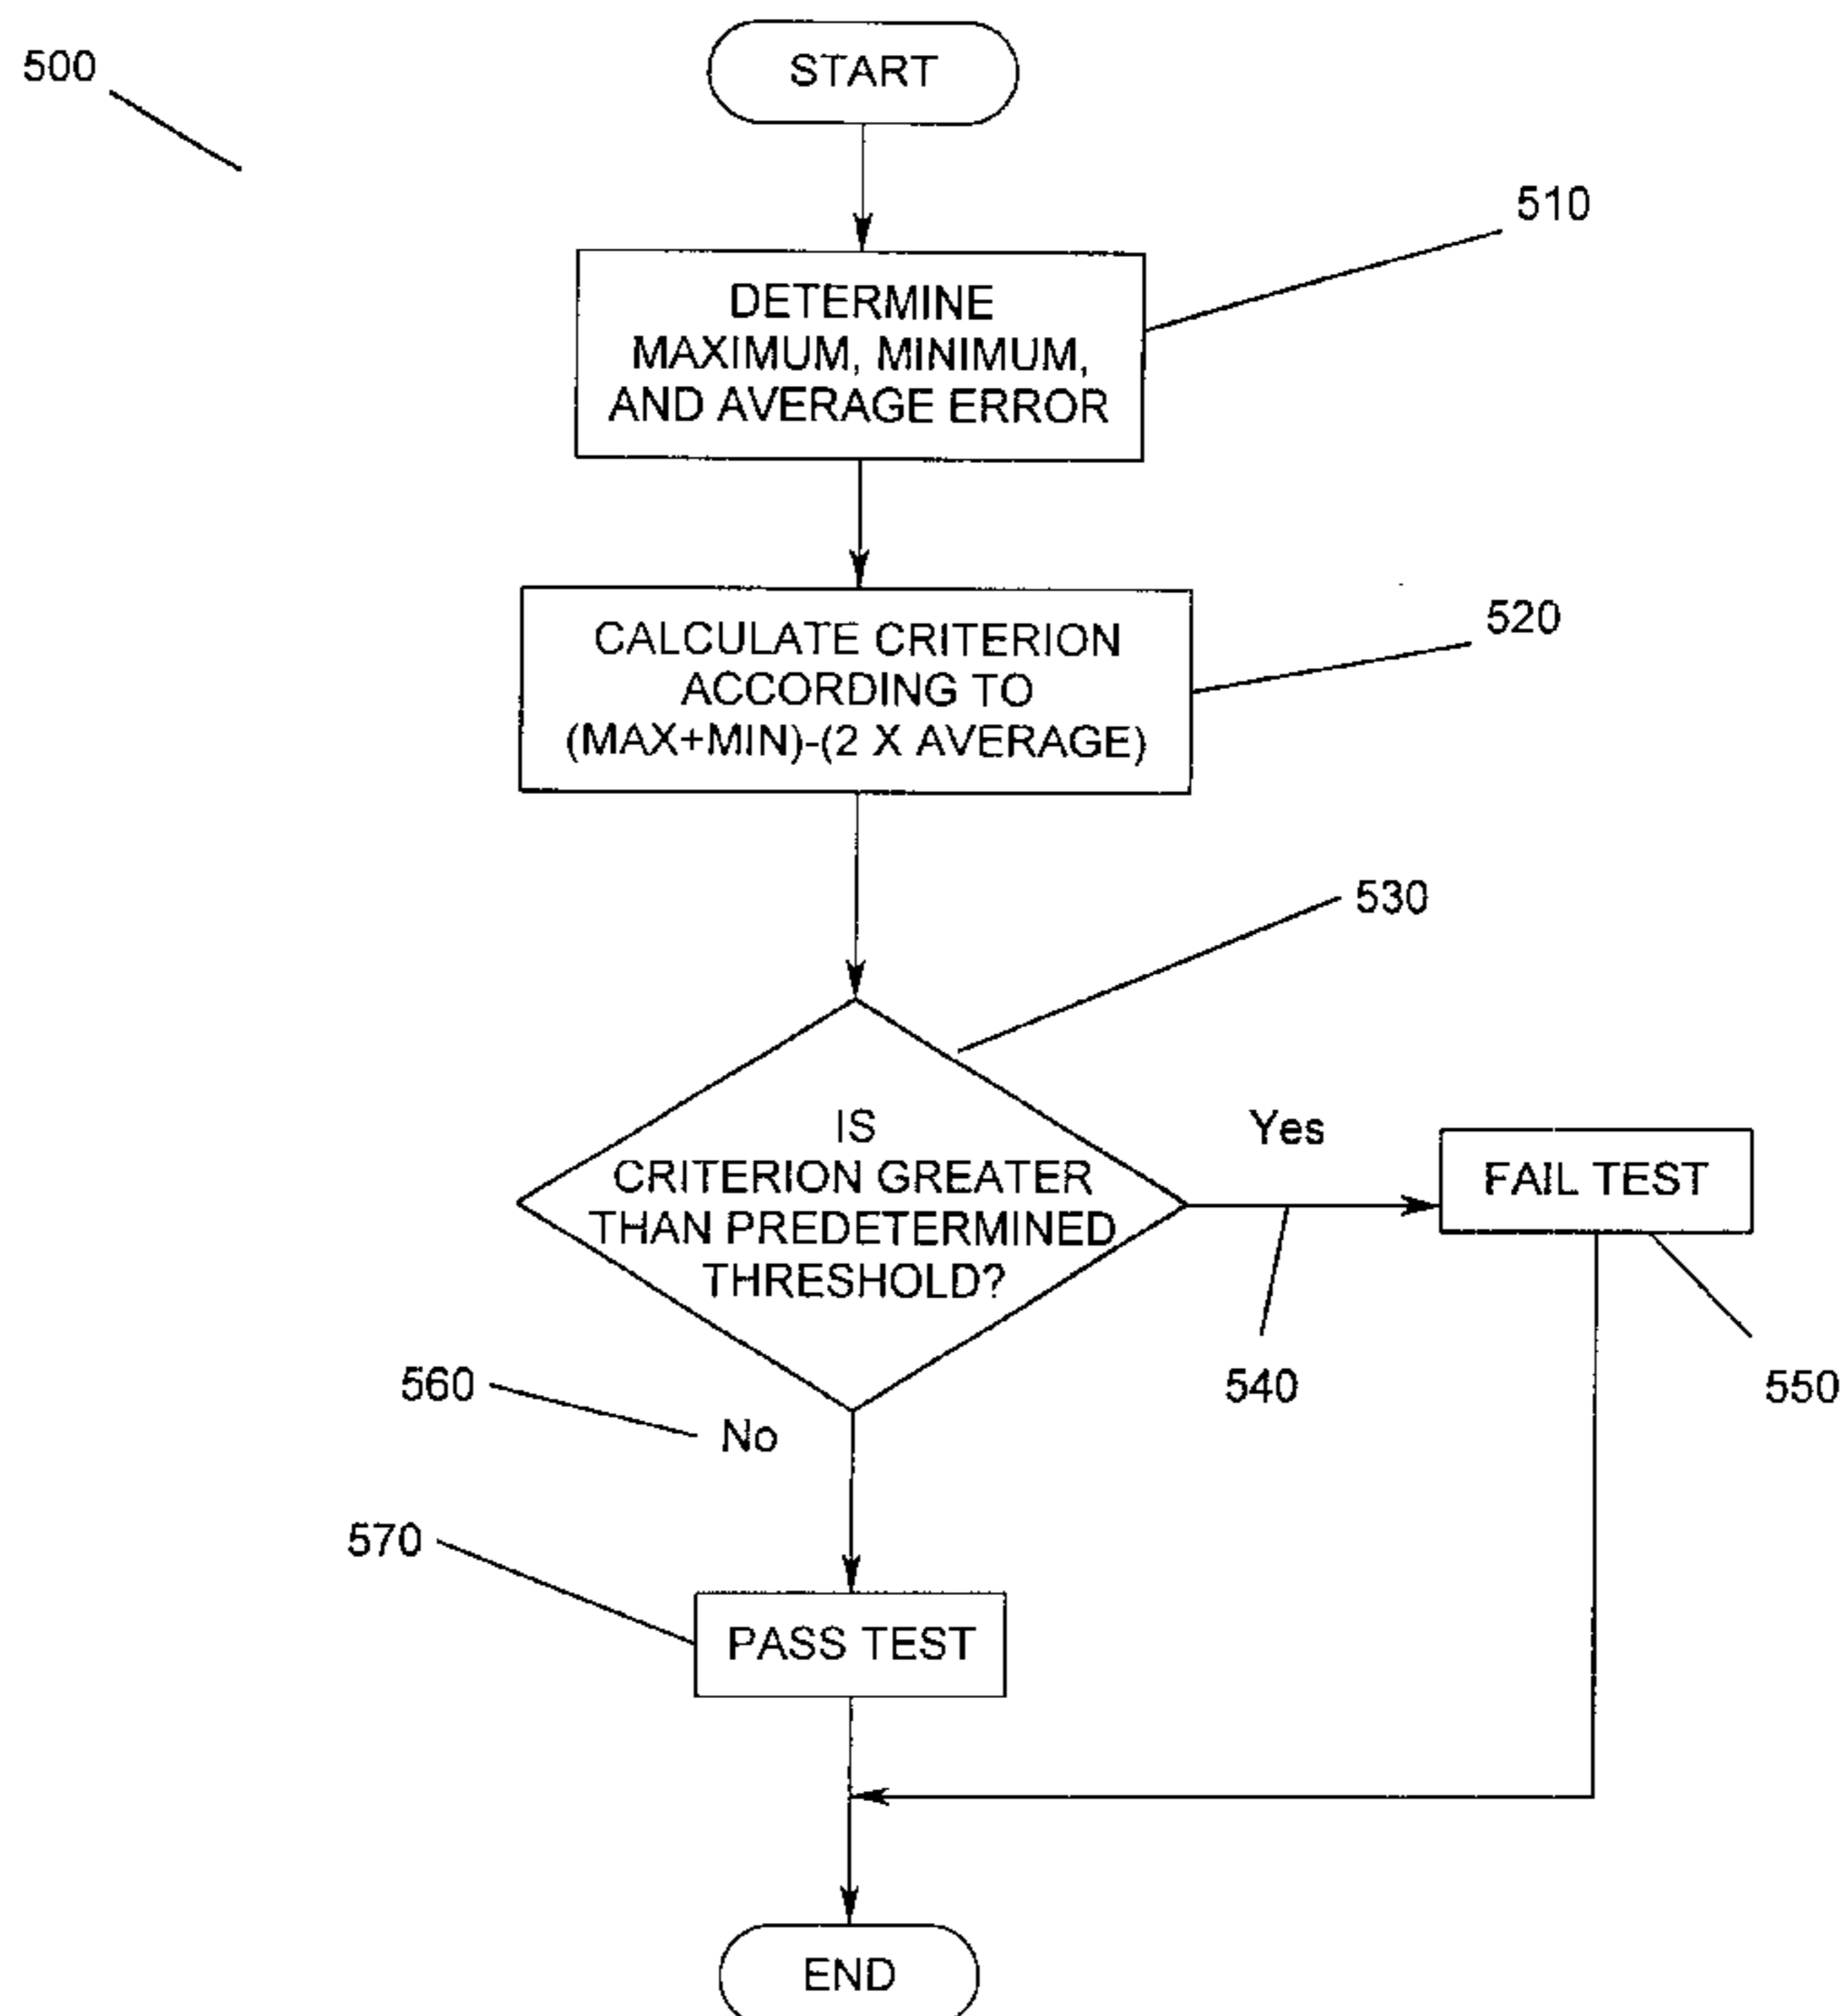 500
START
510
DETERMINE
MAXIMUM, MINIMUM,
AND AVERAGE ERROR
520
CALCULATE CRITERION
ACCORDING TO
(MAX+MIN)-(2 X AVERAGE)
530
IS
CRITERION GREATER
THAN PREDETERMINED
THRESHOLD?
Yes
FAIL TEST
540
550
560
No
570
PASS TEST
END